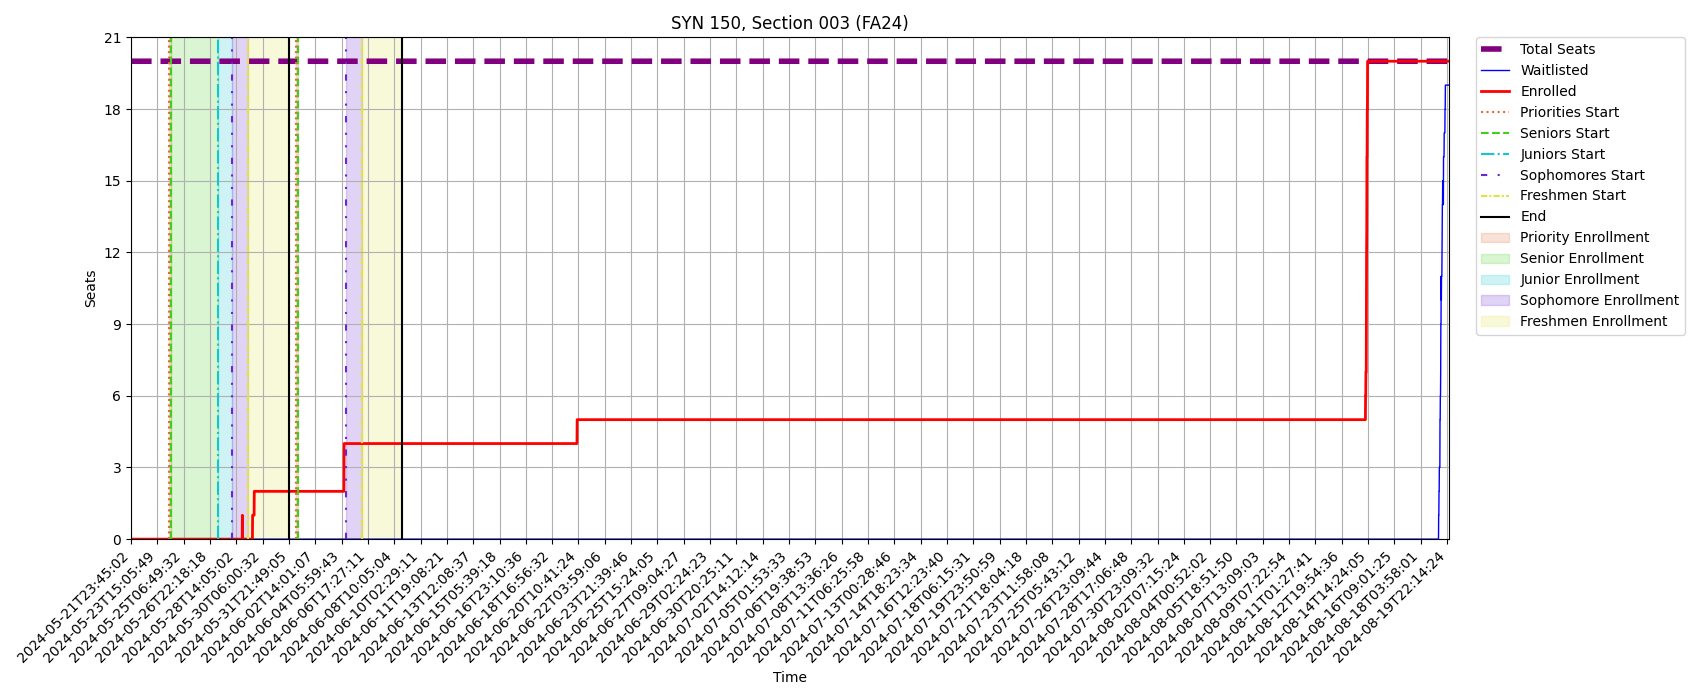 SYN 150, Section 003 (FA24)
21
18
15
12
9
6
3
0
Seats
2024-05-21T23:45:02
2024-05-23T15:05:49
2024-05-25T06:49:32
2024-05-26T22:18:18
2024-05-28T14:05:02
2024-05-30T06:00:32
2024-05-31T21:49:05
2024-06-02T14:01:07
2024-06-04T05:59:43
2024-06-06T17:27:11
2024-06-08T10:05:04
2024-06-10T02:29:11
2024-06-11T19:08:21
2024-06-13T12:08:37
2024-06-15T05:39:18
2024-06-16T23:10:36
2024-06-18T16:56:32
2024-06-20T10:41:24
2024-06-22T03:59:06
2024-06-23T21:39:46
2024-06-25T15:24:05
2024-06-27T09:04:27
2024-06-29T02:24:23
2024-06-30T20:25:11
2024-07-02T14:12:14
2024-07-05T01:53:33
2024-07-06T19:38:53
2024-07-08T13:36:26
2024-07-11T06:25:58
2024-07-13T00:28:46
2024-07-14T18:23:34
2024-07-16T12:23:40
2024-07-18T06:15:31
2024-07-19T23:50:59
2024-07-21T18:04:18
2024-07-23T11:58:08
2024-07-25T05:43:12
2024-07-26T23:09:44
2024-07-28T17:06:48
2024-07-30T23:09:32
2024-08-02T07:15:24
2024-08-04T00:52:02
2024-08-05T18:51:50
2024-08-07T13:09:03
2024-08-09T07:22:54
2024-08-11T01:27:41
2024-08-12T19:54:36
2024-08-14T14:24:05
2024-08-16T09:01:25
2024-08-18T03:58:01
2024-08-19T22:14:24
Time
Total Seats
Waitlisted
Enrolled
Priorities Start
Seniors Start
Juniors Start
Sophomores Start
Freshmen Start
End
Priority Enrollment
Senior Enrollment
Junior Enrollment
Sophomore Enrollment
Freshmen Enrollment